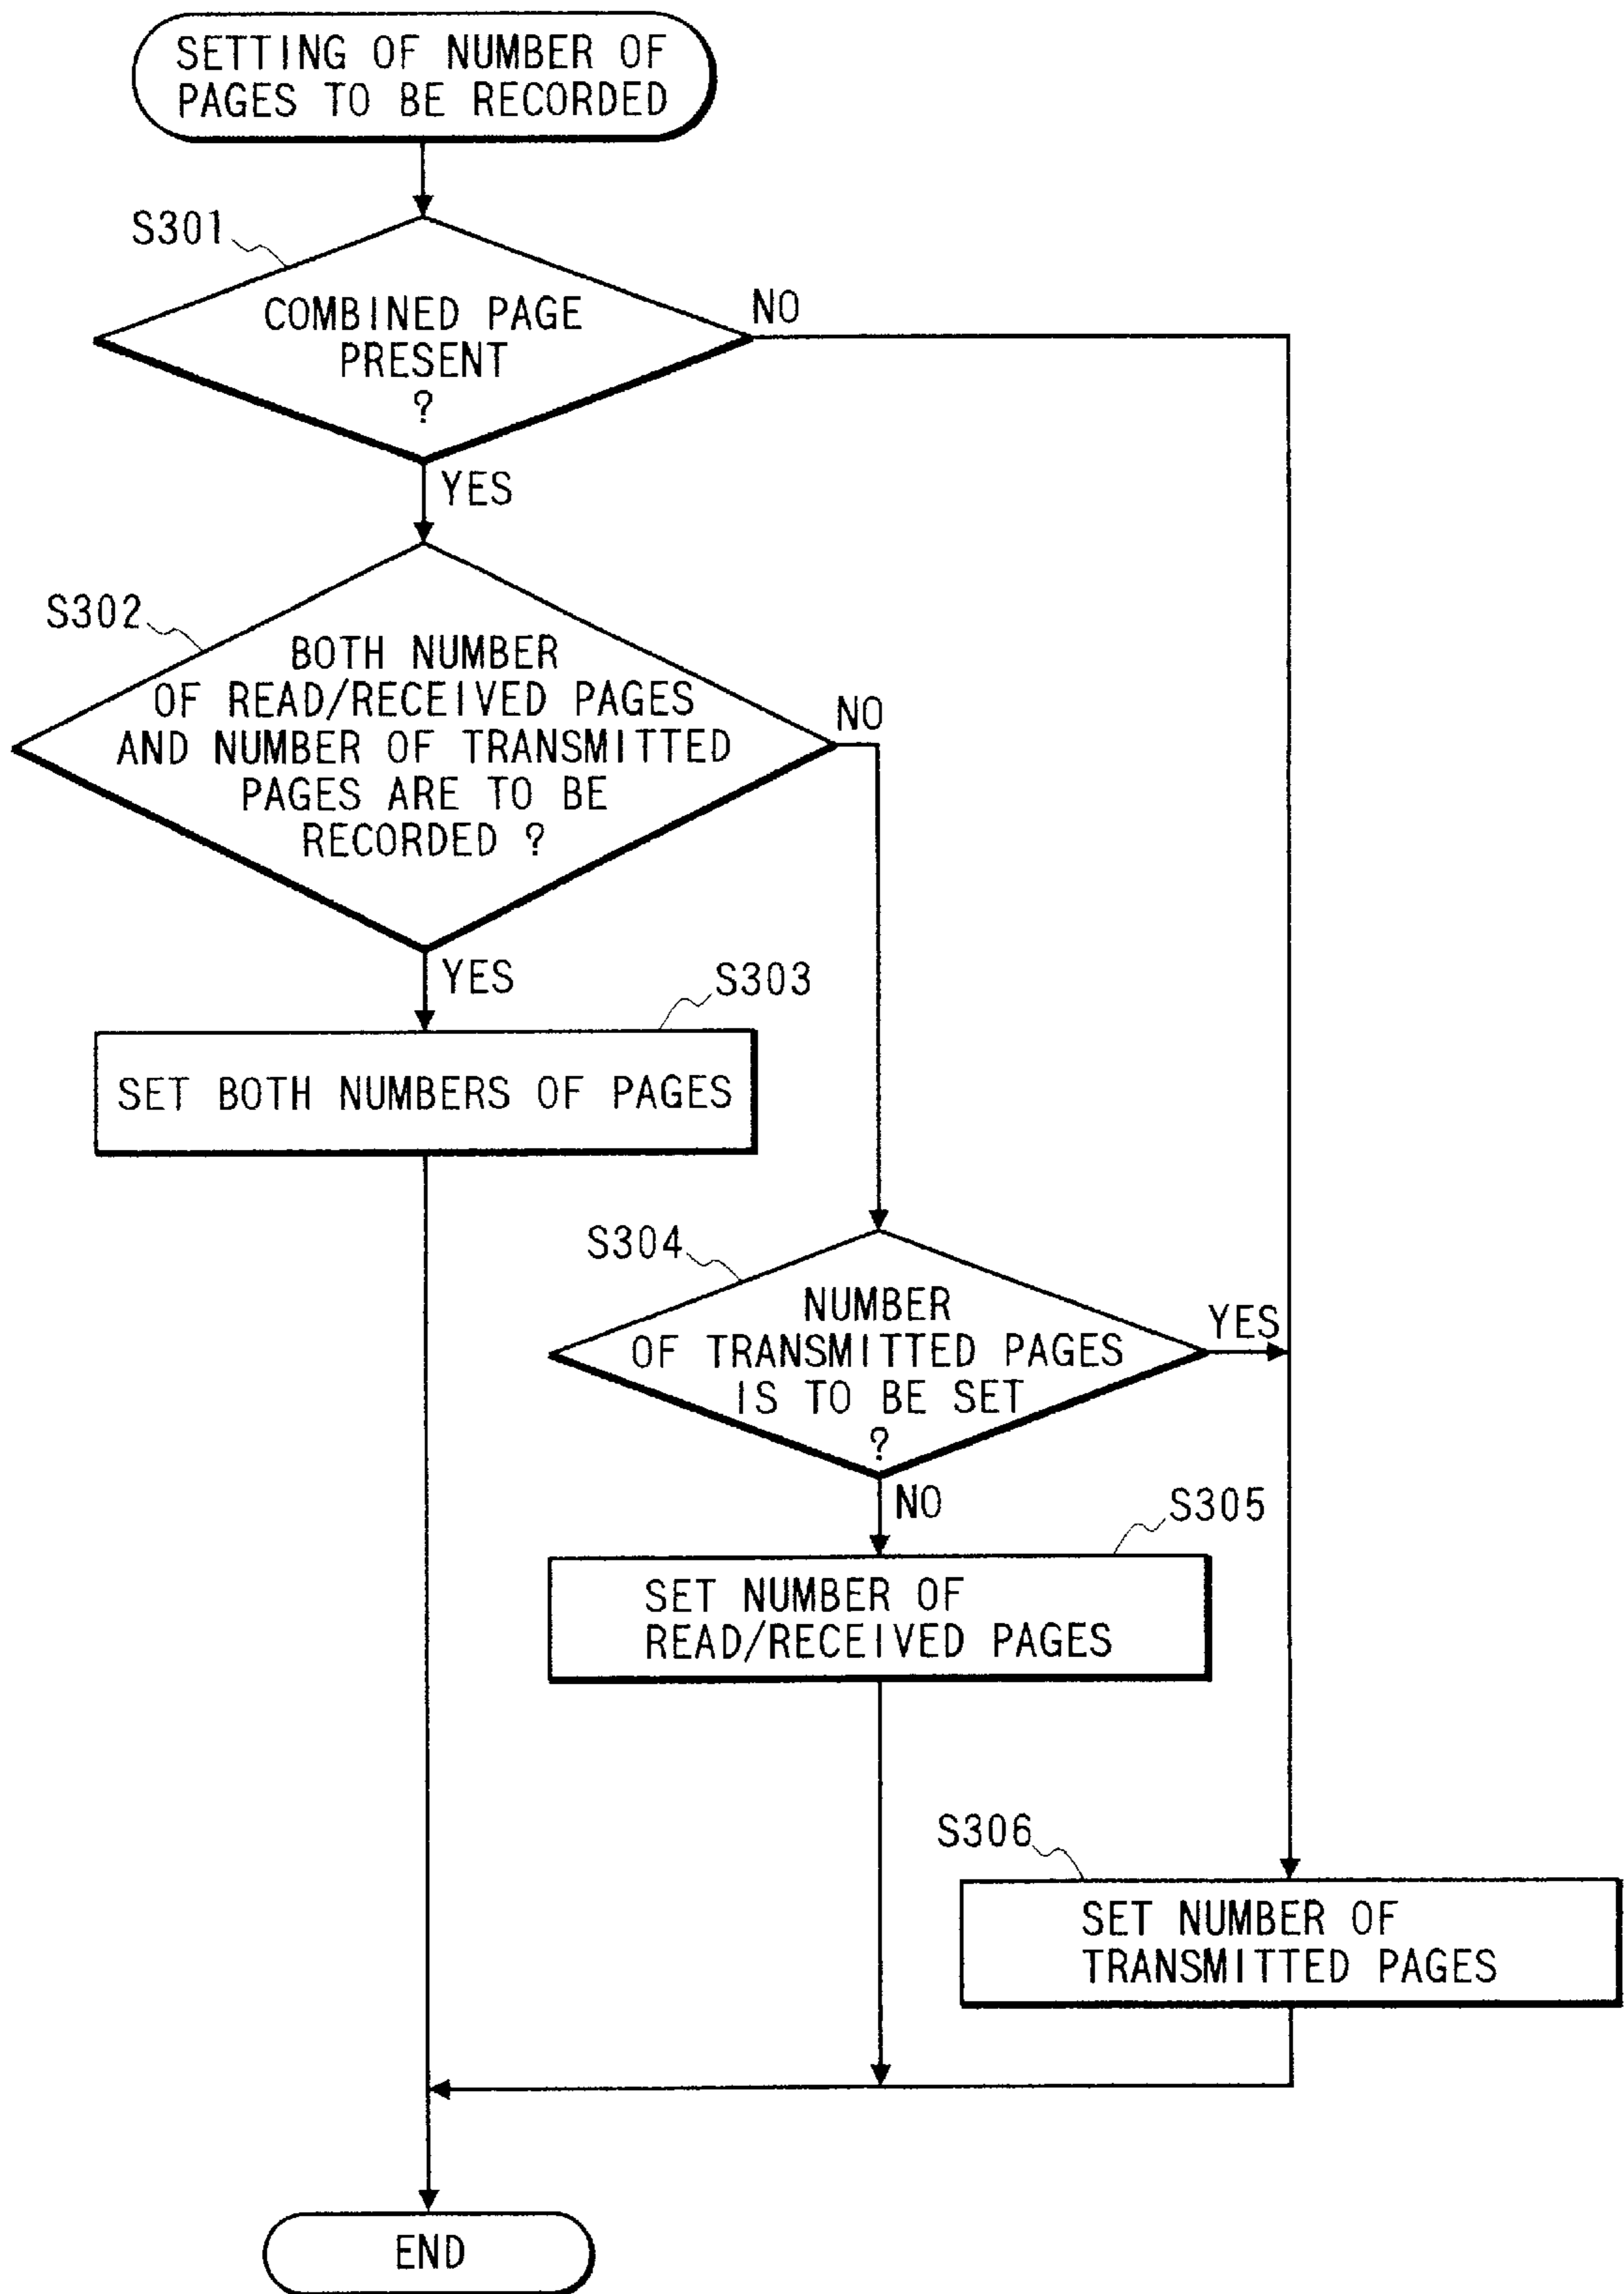 SETTING OF NUMBER OF
PAGES TO BE RECORDED
S301
COMBINED PAGE
PRESENT
?
NO
YES
S302
BOTH NUMBER
OF READ/RECEIVED PAGES
AND NUMBER OF TRANSMITTED
PAGES ARE TO BE
RECORDED ?
NO
YES
S303
SET BOTH NUMBERS OF PAGES
S304
NUMBER
OF TRANSMITTED PAGES
IS TO BE SET
?
YES
NO
S305
SET NUMBER OF
READ/RECEIVED PAGES
S306
SET NUMBER OF
TRANSMITTED PAGES
END